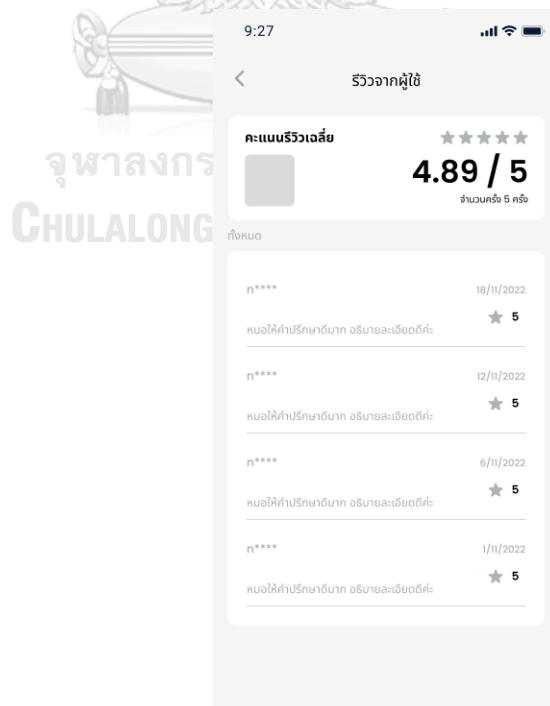 9:27
รีวิวจากผู้ใช้
คะแนนรีวิวเฉลี่ย
4.89 / 5
จำนวนครั้ง 5 ครั้ง
จุฬาลงกร
CHULALONG
ทั้งหมด
ก****
18/11/2022
5
หมอให้คำปรึกษาดีมาก อธิบายละเอียดดีค่ะ
ก****
12/11/2022
5
หมอให้คำปรึกษาดีมาก อธิบายละเอียดดีค่ะ
ก****
6/11/2022
5
หมอให้คำปรึกษาดีมาก อธิบายละเอียดดีค่ะ
ก****
1/11/2022
5
หมอให้คำปรึกษาดีมาก อธิบายละเอียดดีค่ะ